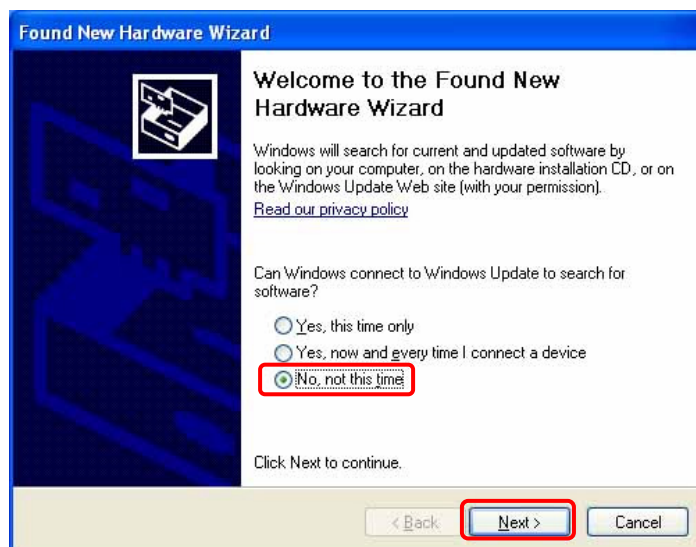 Found New Hardware Wizard
Welcome to the Found New
Hardware Wizard
Windows will search for current and updated software by
looking on your computer, on the hardware installation CD, or on
the Windows Update Web site (with your permission).
Read our privacy policy
Can Windows connect to Windows Update to search for
software?
Yes, this time only
Yes, now and every time I connect a device
No, not this time
Click Next to continue.
< Back
Next >
Cancel